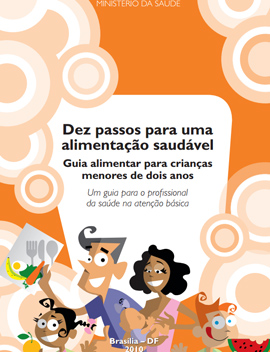 MINISTÉRIO DA SAÚDE
Dez passos para uma
alimentação saudável
Guia alimentar para crianças
menores de dois anos
Um guia para o profissional
da saúde na atenção básica
Brasília – DF
2010